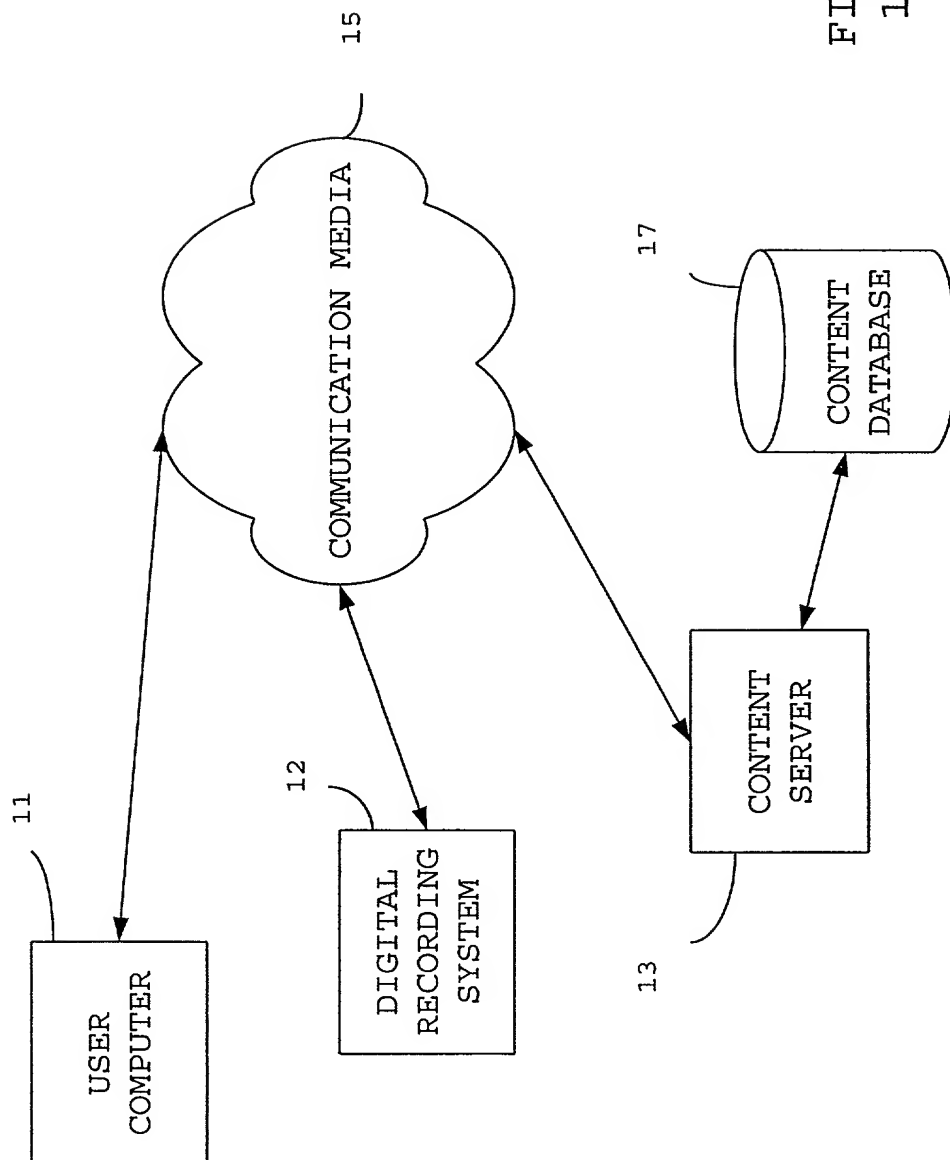 11
USER
COMPUTER
12
15
COMMUNICATION MEDIA
DIGITAL
RECORDING
SYSTEM
13
17
CONTENT
SERVER
CONTENT
DATABASE
FI
1